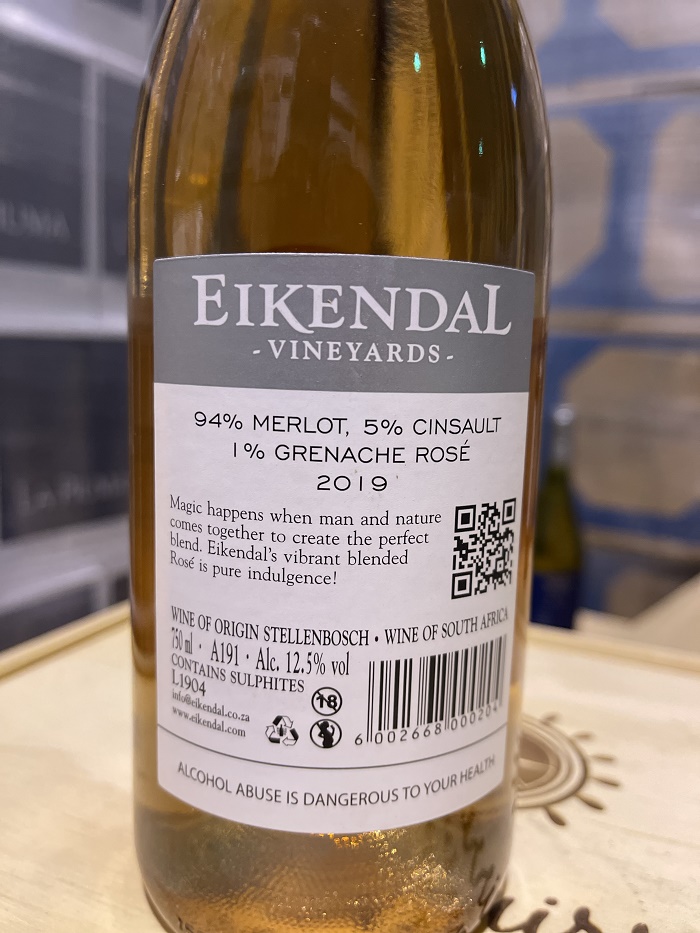 EIKENDAL
-VINEYARDS-
94% MERLOT, 5% CINSAULT
1% GRENACHE ROSÉ
2019
Magic happens when man and nature
comes together to create the perfect
blend. Eikendal's vibrant blended
Rosé is pure indulgence!
WINE OF ORIGIN STELLENBOSCH • WINE OF SOUTH AFRICA
750 ml · A191 · Alc. 12.5% vol
CONTAINS SULPHITES
L1904
info@eikendal.co.za
www.eikendal.com
18
6 002668 000204
ALCOHOL ABUSE IS DANGEROUS TO YOUR HEALTH